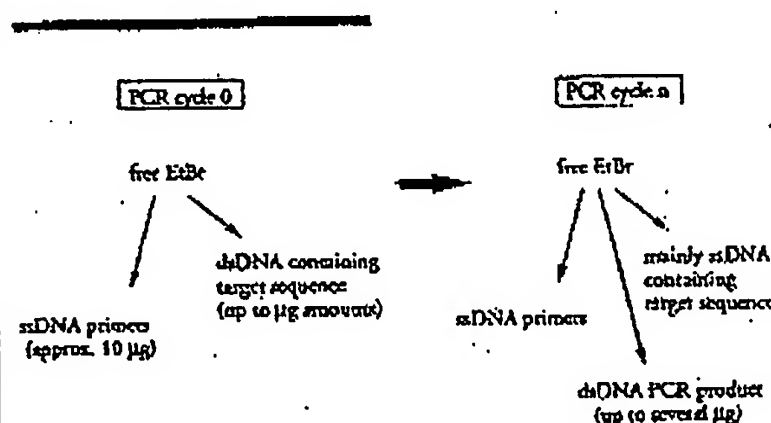 PCR cycle 0
free EtBr
dsDNA containing
target sequence
(up to µg amounts)
ssDNA primers
(approx. 10 µg)
PCR cycle n
free EtBr
mainly ssDNA
containing
target sequence
ssDNA primers
dsDNA PCR product
(up to several µg)